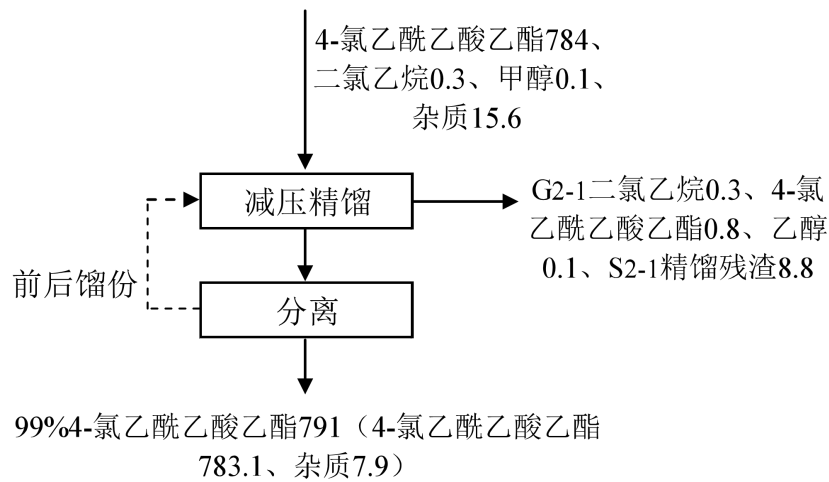 4-氯乙酰乙酸乙酯784、
二氯乙烷0.3、甲醇0.1、
杂质15.6
减压精馏
G2-1二氯乙烷0.3、4-氯
乙酰乙酸乙酯0.8、乙醇
0.1、S2-1精馏残渣8.8
前后馏份
分离
99%4-氯乙酰乙酸乙酯791（4-氯乙酰乙酸乙酯
783.1、杂质7.9）